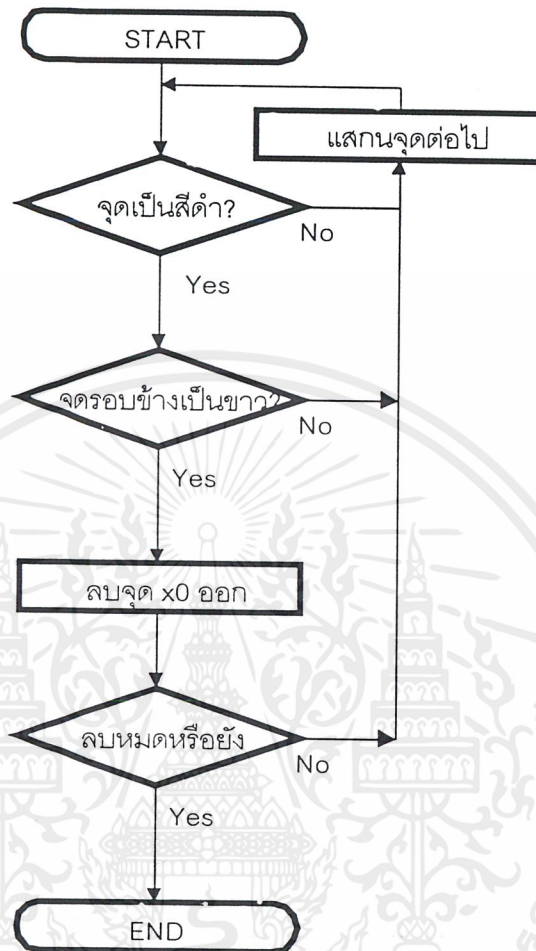 START
แสกนจุดต่อไป
จุดเป็นสีดำ?
No
Yes
จุดรอบข้างเป็นขาว?
No
Yes
ลบจุด x0 ออก
ลบหมดหรือยัง
No
Yes
END